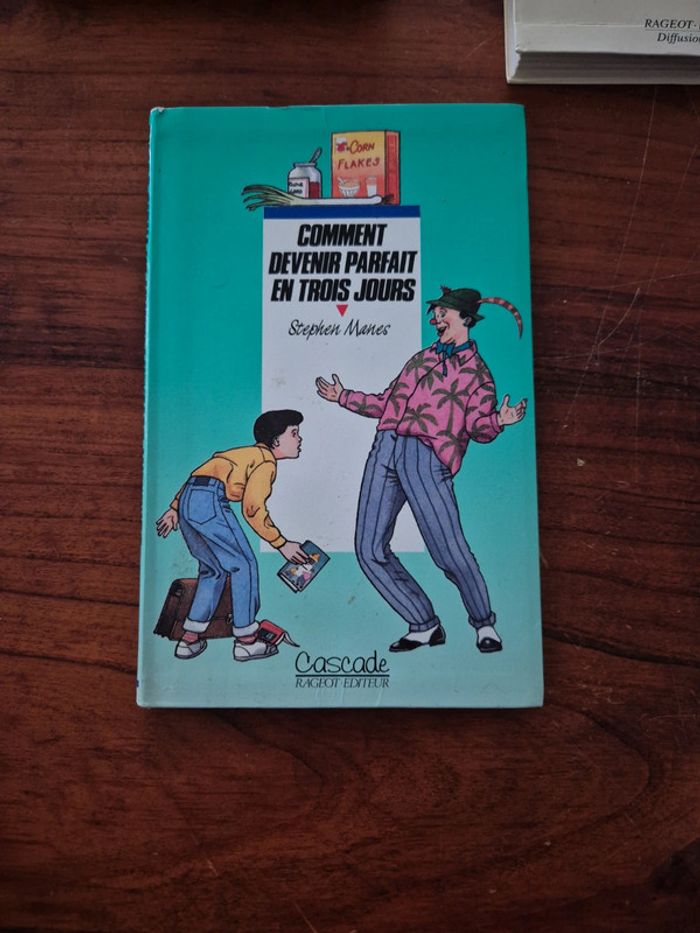 RAGEOT-
Diffusion
CORN
FLAKES
COMMENT
DEVENIR PARFAIT
EN TROIS JOURS
Stephen Manes
Cascade
RAGEOT·EDITEUR